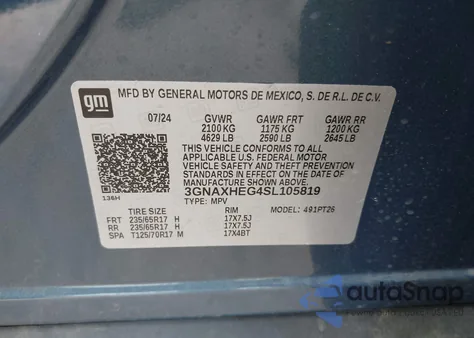 gm
MFD BY GENERAL MOTORS DE MEXICO, S. DE R.L. DE C.V.
07/24 GVWR GAWR FRT GAWR RR
2100 KG 1175 KG 1200 KG
4629 LB 2590 LB 2645 LB
THIS VEHICLE CONFORMS TO ALL
APPLICABLE U.S. FEDERAL MOTOR
VEHICLE SAFETY AND THEFT PREVENTION
STANDARDS IN EFFECT ON THE DATE OF
MANUFACTURE SHOWN ABOVE.
136H 3GNAXHEG4SL105819
TYPE: MPV MODEL: 491PT26
TIRE SIZE RIM
FRT 235/65R17 H 17X7.5J
RR 235/65R17 H 17X7.5J
SPA T125/70R17 M 17X4BT
autoSnap